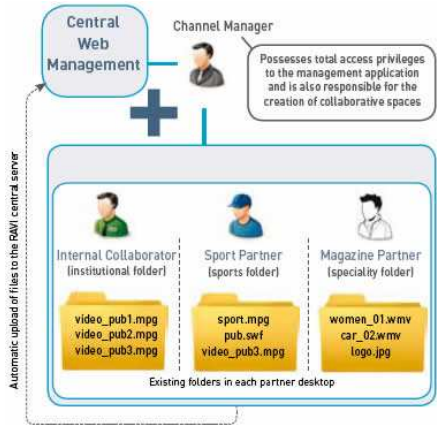 Central
Web
Management
Channel Manager
Possesses total access privileges
to the management application
and is also responsible for the
creation of collaborative spaces
Automatic upload of files to the RAVI central server
Internal Collaborator
(institutional folder)
video_pub1.mpg
video_pub2.mpg
video_pub3.mpg
Sport Partner
(sports folder)
sport.mpg
pub.swf
video_pub3.mpg
Magazine Partner
(speciality folder)
women_01.wmv
car_02.wmv
logo.jpg
Existing folders in each partner desktop